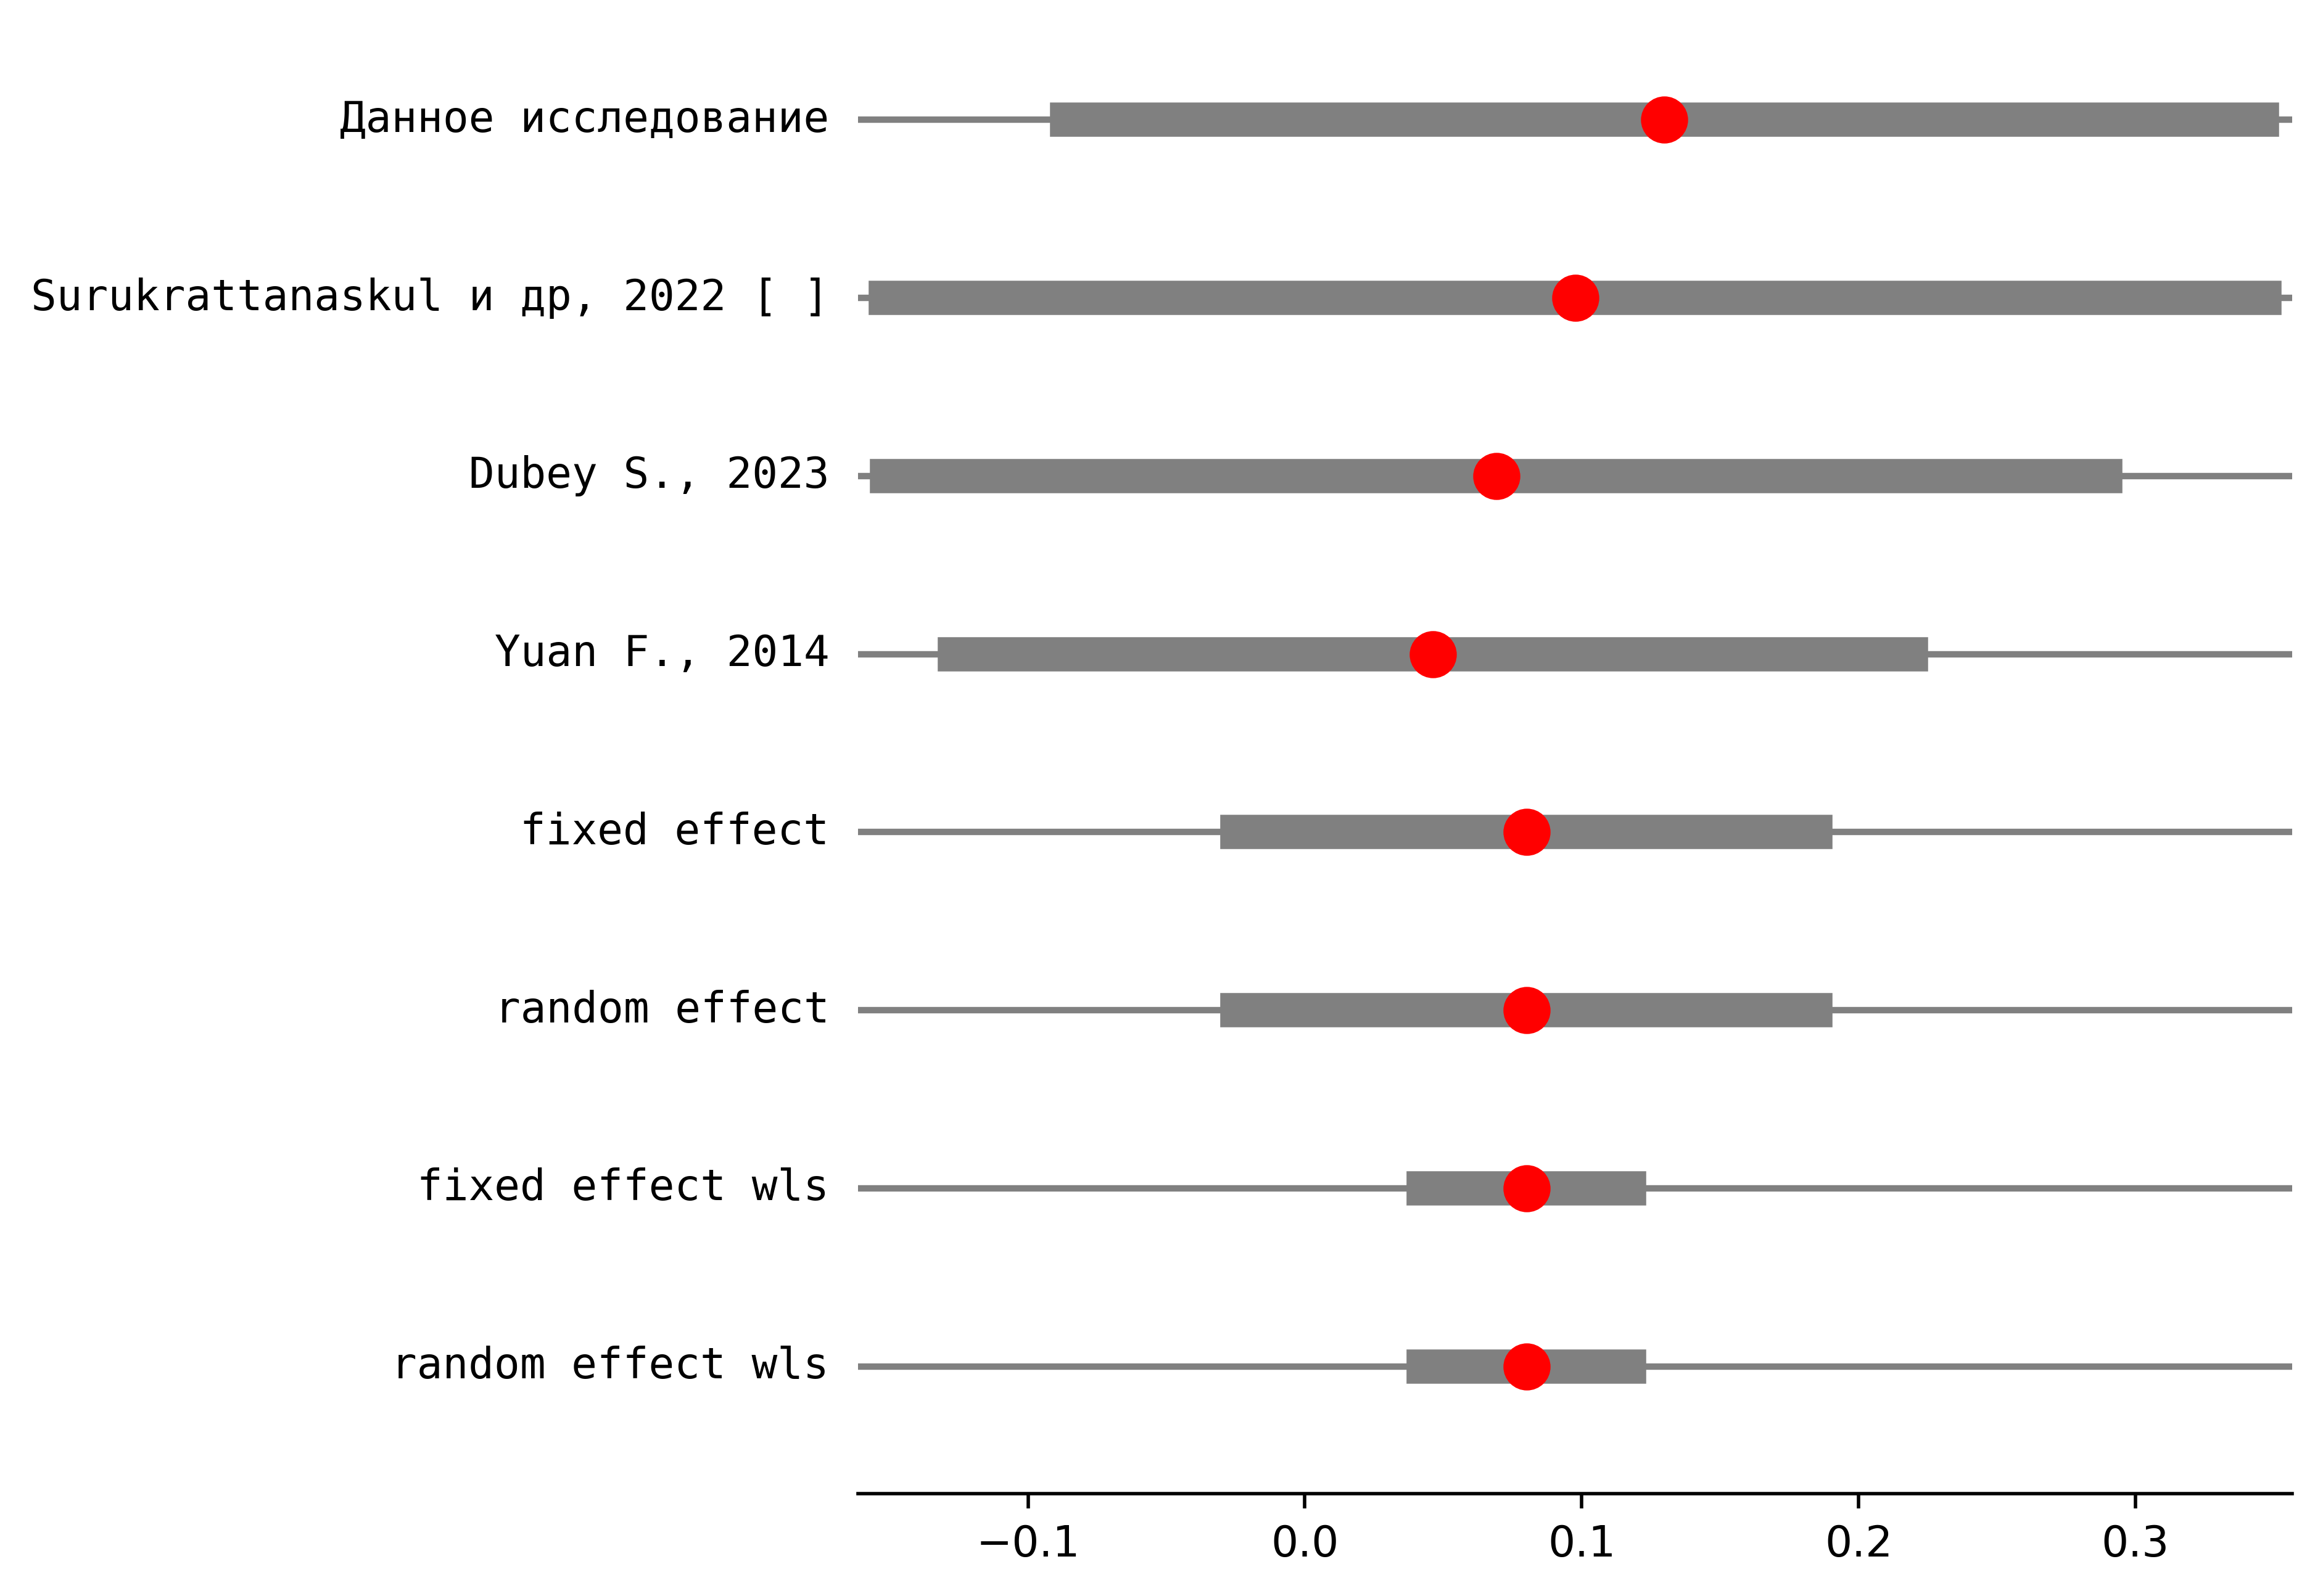 Данное исследование
Surukrattanaskul и др, 2022 [ ]
Dubey S., 2023
Yuan F., 2014
fixed effect
random effect
fixed effect wls
random effect wls
−0.1 0.0 0.1 0.2 0.3